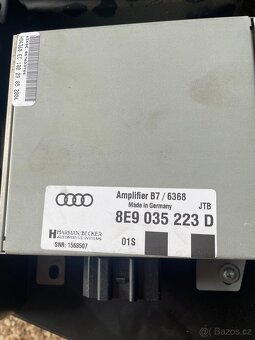 Amplifier B7 / 6368
Made in Germany
JTB
8E9 035 223 D
HARMAN/BECKER
AUTOMOTIVE SYSTEMS
SNR: 1568507
01S
bazos.cz